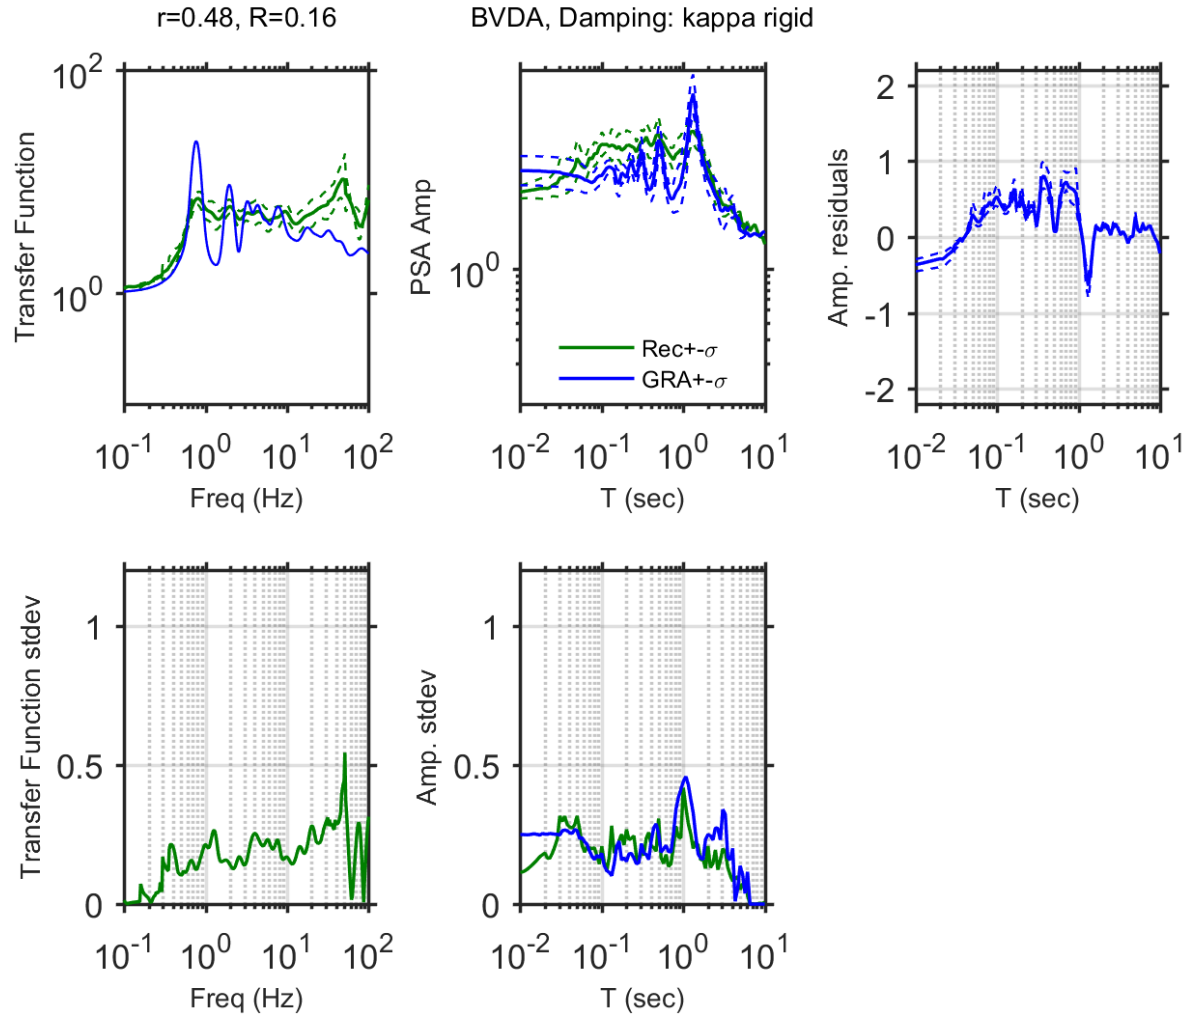 r=0.48, R=0.16
BVDA, Damping: kappa rigid
Transfer Function
10^2
10^0
10^-1 10^0 10^1 10^2
Freq (Hz)
PSA Amp
10^0
Rec+-σ
GRA+-σ
10^-2 10^-1 10^0 10^1
T (sec)
Amp. residuals
2
1
0
-1
-2
10^-2 10^-1 10^0 10^1
T (sec)
Transfer Function stdev
1
0.5
0
10^-1 10^0 10^1 10^2
Freq (Hz)
Amp. stdev
1
0.5
0
10^-2 10^-1 10^0 10^1
T (sec)